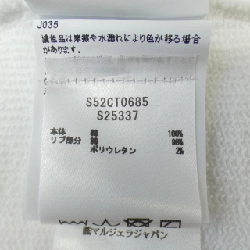 J035
濃色品は摩擦や水濡れにより色が移る場合
があります。
S52CT0685
S25337
本体 綿 100%
リブ部分 綿 98%
ポリウレタン 2%
㈱マルジェラジャパン